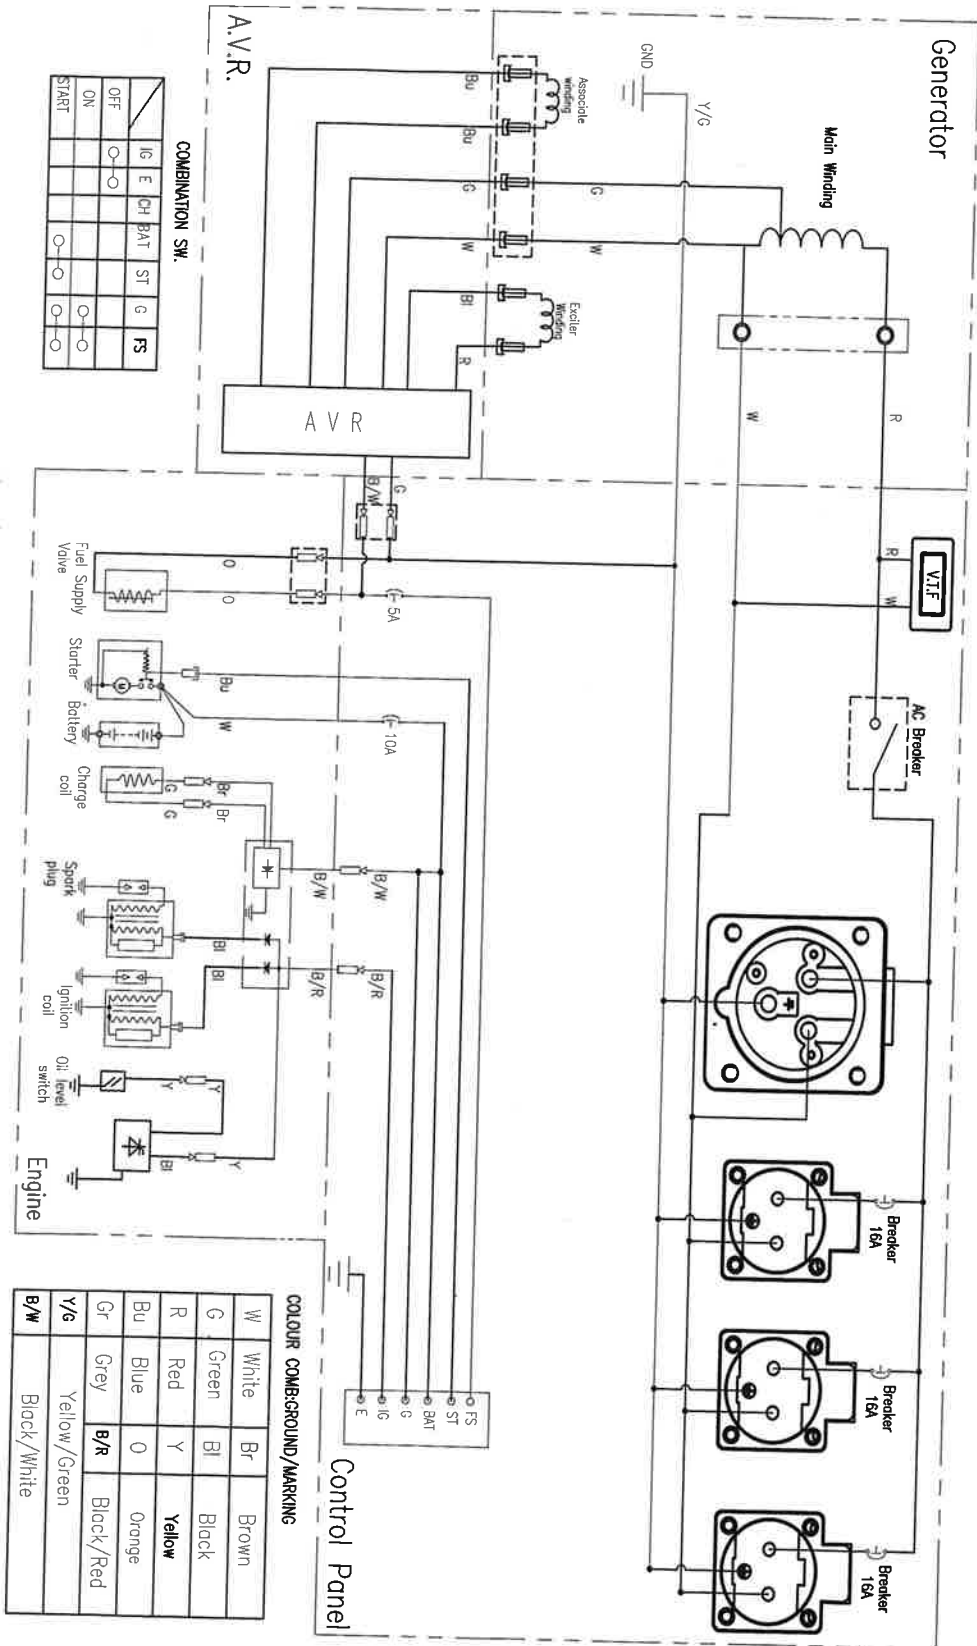 Generator
Main Winding
GND
Y/G
Associate
winding
Exciter
Winding
Bu
Bu
G
G
W
W
Bl
R
A.V.R.
A V R
R
W
R
W
V.T.F
AC Breaker
Breaker
16A
Breaker
16A
Breaker
16A
COMBINATION SW.
IG E CH BAT ST G FS
OFF
ON
START
B/W
G
5A
O
O
Fuel Supply
Valve
Bu
W
10A
Starter
Battery
Charge
coil
G
G
Br
Br
B/W
B/W
Spark
plug
Bl
Bl
B/R
B/R
Ignition
coil
Oil level
switch
Y
Y
Y
Bl
Engine
FS
ST
BAT
G
IG
E
Control Panel
COLOUR COMB:GROUND/MARKING
W White Br Brown
G Green Bl Black
R Red Y Yellow
Bu Blue O Orange
Gr Grey B/R Black/Red
Y/G Yellow/Green
B/W Black/White